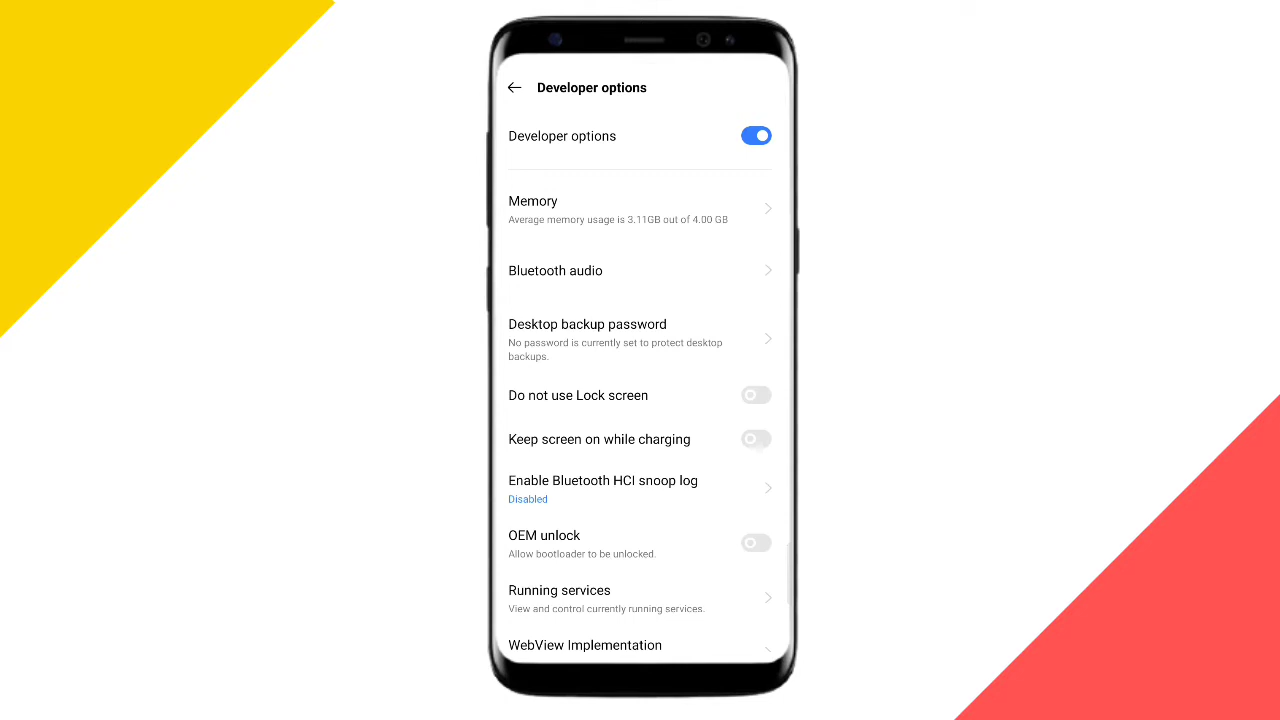 Developer options
Developer options
Memory
Average memory usage is 3.11GB out of 4.00 GB
Bluetooth audio
Desktop backup password
No password is currently set to protect desktop
backups.
Do not use Lock screen
Keep screen on while charging
Enable Bluetooth HCI snoop log
Disabled
OEM unlock
Allow bootloader to be unlocked.
Running services
View and control currently running services.
WebView Implementation